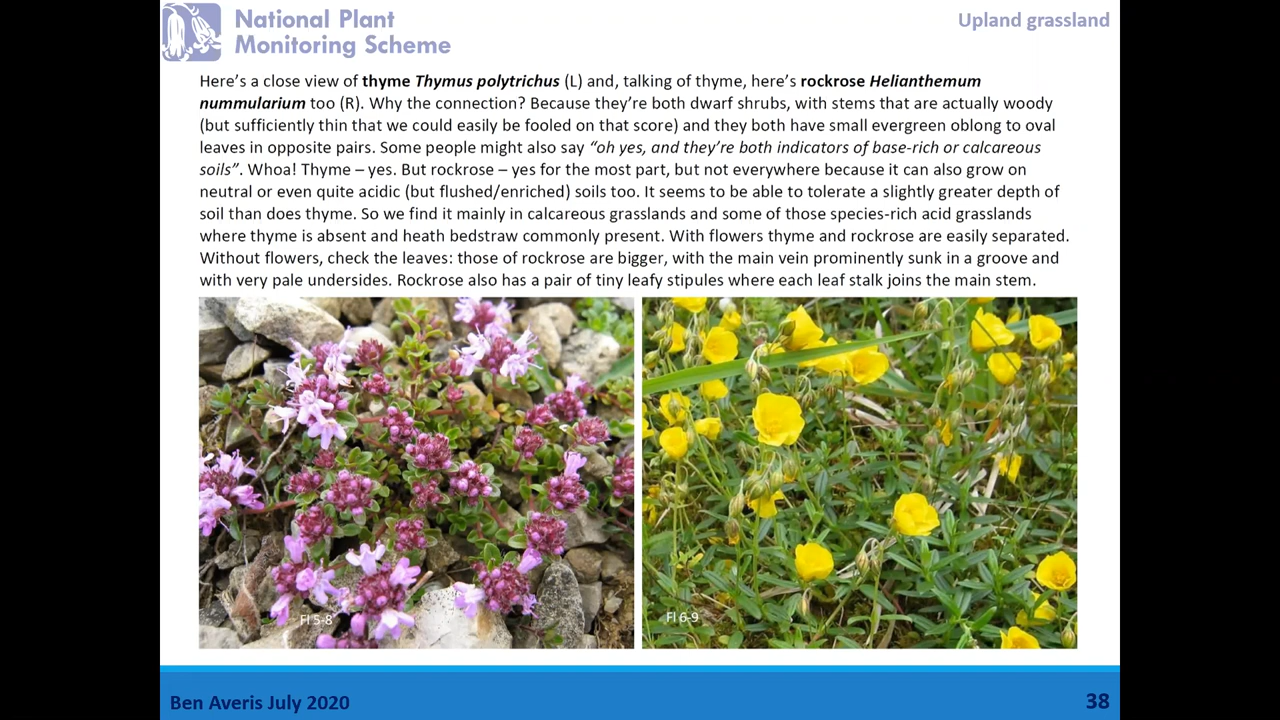 National Plant
Monitoring Scheme
Upland grassland
Here's a close view of thyme Thymus polytrichus (L) and, talking of thyme, here's rockrose Helianthemum
nummularium too (R). Why the connection? Because they're both dwarf shrubs, with stems that are actually woody
(but sufficiently thin that we could easily be fooled on that score) and they both have small evergreen oblong to oval
leaves in opposite pairs. Some people might also say “oh yes, and they're both indicators of base-rich or calcareous
soils”. Whoa! Thyme – yes. But rockrose – yes for the most part, but not everywhere because it can also grow on
neutral or even quite acidic (but flushed/enriched) soils too. It seems to be able to tolerate a slightly greater depth of
soil than does thyme. So we find it mainly in calcareous grasslands and some of those species-rich acid grasslands
where thyme is absent and heath bedstraw commonly present. With flowers thyme and rockrose are easily separated.
Without flowers, check the leaves: those of rockrose are bigger, with the main vein prominently sunk in a groove and
with very pale undersides. Rockrose also has a pair of tiny leafy stipules where each leaf stalk joins the main stem.
Fl 5-8
Fl 6-9
Ben Averis July 2020
38